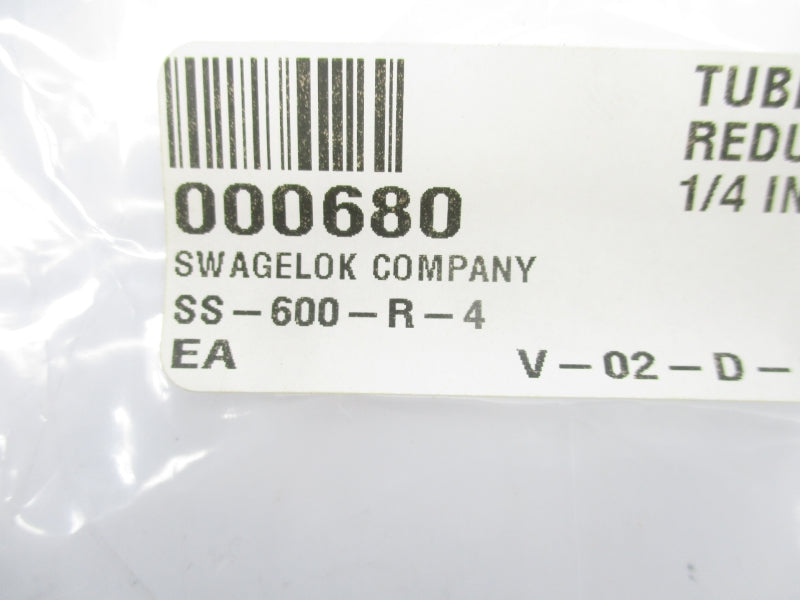 000680
SWAGELOK COMPANY
SS-600-R-4
EA
V-02-D-
TUB
REDU
1/4 IN